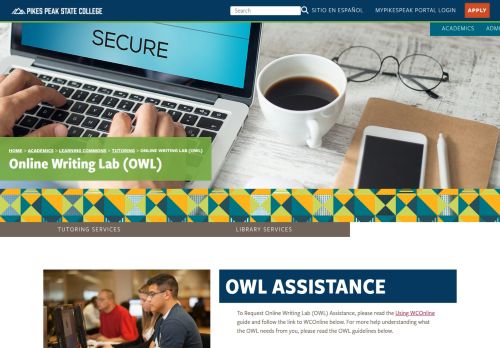 PIKES PEAK STATE COLLEGE
Search
SITIO EN ESPAÑOL
MYPIKESPEAK PORTAL LOGIN
APPLY
ACADEMICS
ADMI
SECURE
HOME > ACADEMICS > LEARNING COMMONS > TUTORING > ONLINE WRITING LAB (OWL)
Online Writing Lab (OWL)
TUTORING SERVICES
LIBRARY SERVICES
OWL ASSISTANCE
To Request Online Writing Lab (OWL) Assistance, please read the Using WCOnline
guide and follow the link to WCOnline below. For more help understanding what
the OWL needs from you, please read the OWL guidelines below.